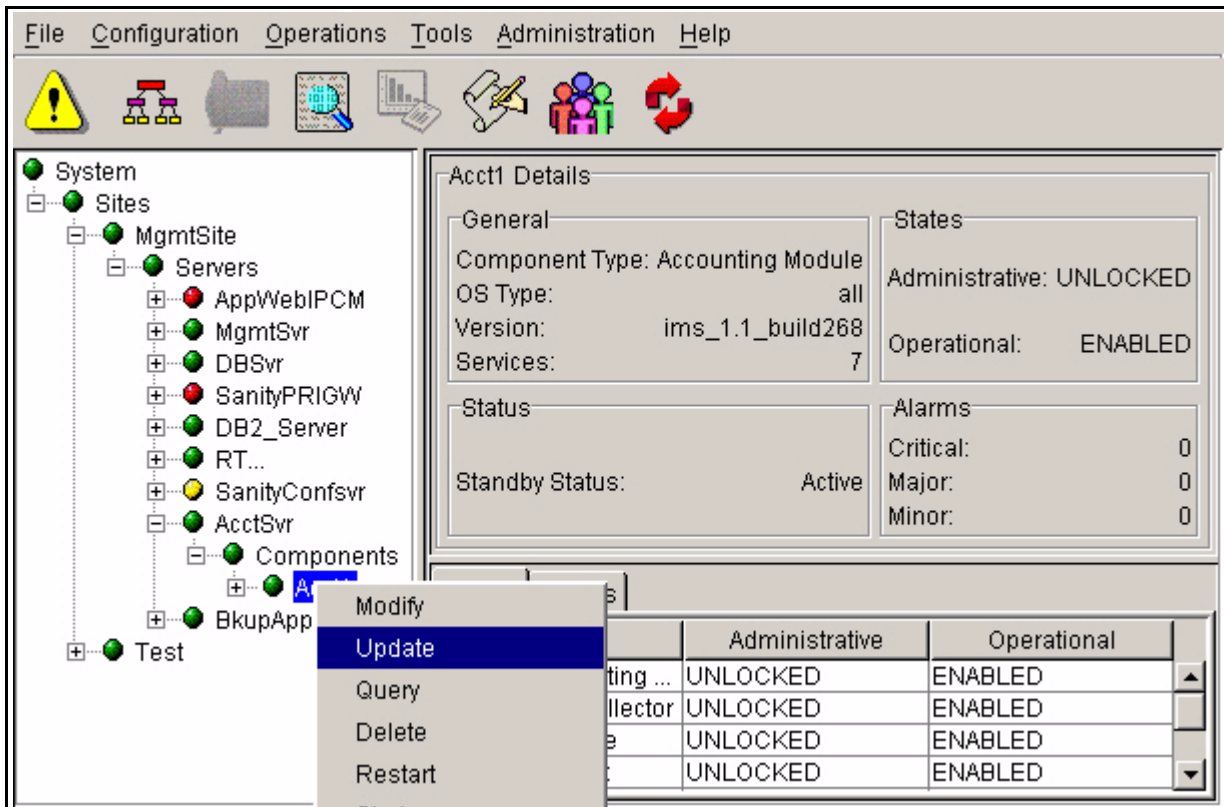 File Configuration Operations Tools Administration Help
System
Sites
MgmtSite
Servers
AppWebIPCM
MgmtSvr
DBSvr
SanityPRIGW
DB2_Server
RT...
SanityConfsvr
AcctSvr
Components
BkupApp
Test
Modify
Update
Query
Delete
Restart
Acct1 Details
General
Component Type: Accounting Module
OS Type: all
Version: ims_1.1_build268
Services: 7
States
Administrative: UNLOCKED
Operational: ENABLED
Status
Standby Status: Active
Alarms
Critical: 0
Major: 0
Minor: 0
Administrative Operational
ting ... UNLOCKED ENABLED
llector UNLOCKED ENABLED
UNLOCKED ENABLED
UNLOCKED ENABLED